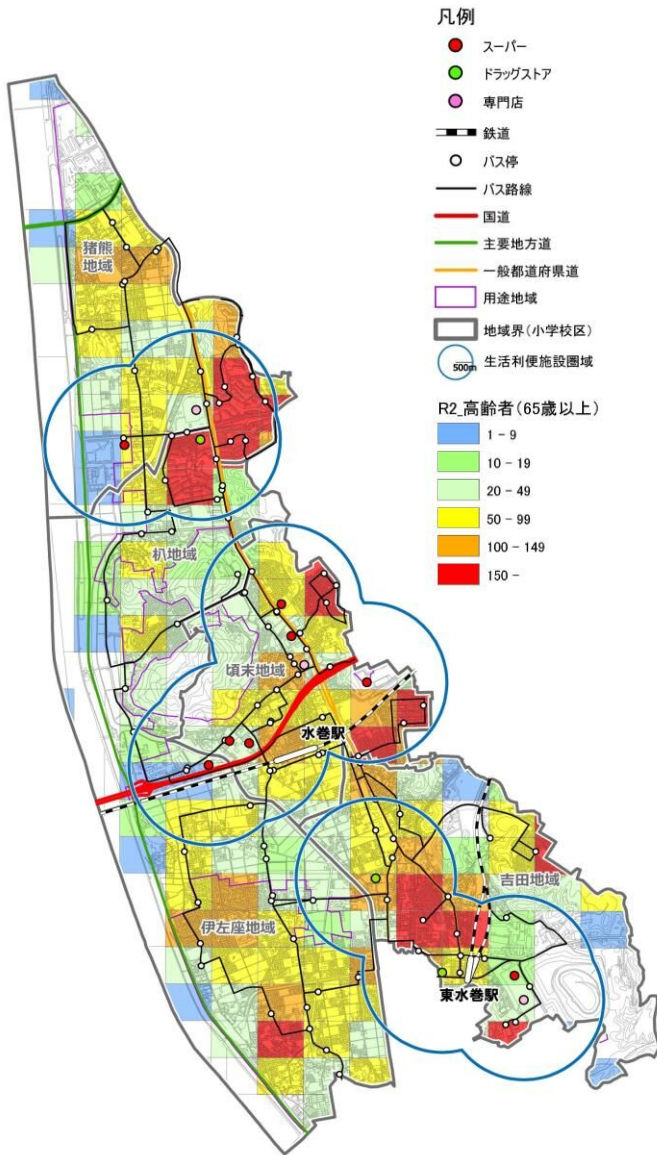 凡例
スーパー
ドラッグストア
専門店
鉄道
バス停
バス路線
国道
主要地方道
一般都道府県道
用途地域
地域界(小学校区)
500m
生活利便施設圏域
R2_高齢者(65歳以上)
1 - 9
10 - 19
20 - 49
50 - 99
100 - 149
150 -
猪熊
地域
朳地域
頃末地域
水巻駅
吉田地域
伊左座地域
東水巻駅